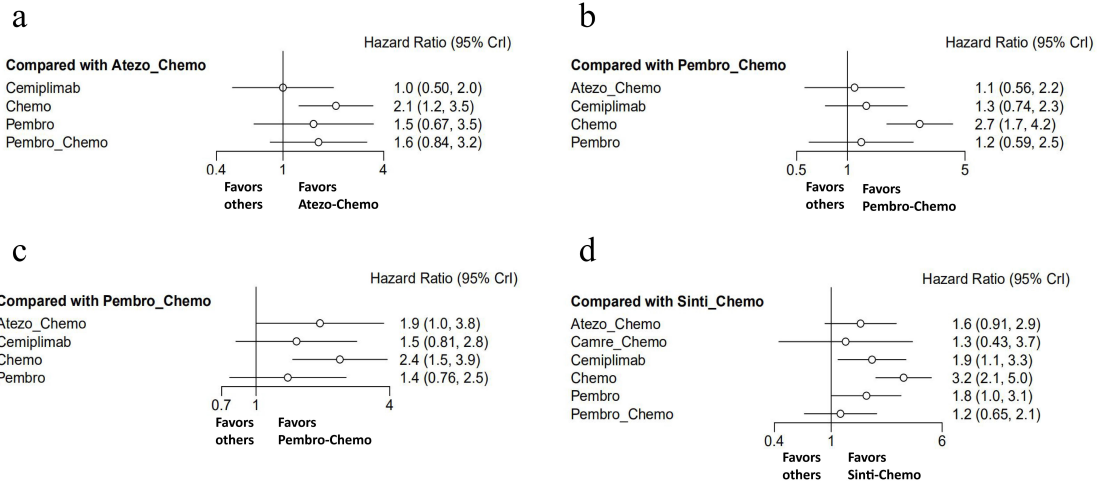 a
Hazard Ratio (95% CrI)
Compared with Atezo_Chemo
Cemiplimab 1.0 (0.50, 2.0)
Chemo 2.1 (1.2, 3.5)
Pembro 1.5 (0.67, 3.5)
Pembro_Chemo 1.6 (0.84, 3.2)
0.4 1 4
Favors others
Favors Atezo-Chemo
b
Hazard Ratio (95% CrI)
Compared with Pembro_Chemo
Atezo_Chemo 1.1 (0.56, 2.2)
Cemiplimab 1.3 (0.74, 2.3)
Chemo 2.7 (1.7, 4.2)
Pembro 1.2 (0.59, 2.5)
0.5 1 5
Favors others
Favors Pembro-Chemo
c
Hazard Ratio (95% CrI)
Compared with Pembro_Chemo
Atezo_Chemo 1.9 (1.0, 3.8)
Cemiplimab 1.5 (0.81, 2.8)
Chemo 2.4 (1.5, 3.9)
Pembro 1.4 (0.76, 2.5)
0.7 1 4
Favors others
Favors Pembro-Chemo
d
Hazard Ratio (95% CrI)
Compared with Sinti_Chemo
Atezo_Chemo 1.6 (0.91, 2.9)
Camre_Chemo 1.3 (0.43, 3.7)
Cemiplimab 1.9 (1.1, 3.3)
Chemo 3.2 (2.1, 5.0)
Pembro 1.8 (1.0, 3.1)
Pembro_Chemo 1.2 (0.65, 2.1)
0.4 1 6
Favors others
Favors Sinti-Chemo